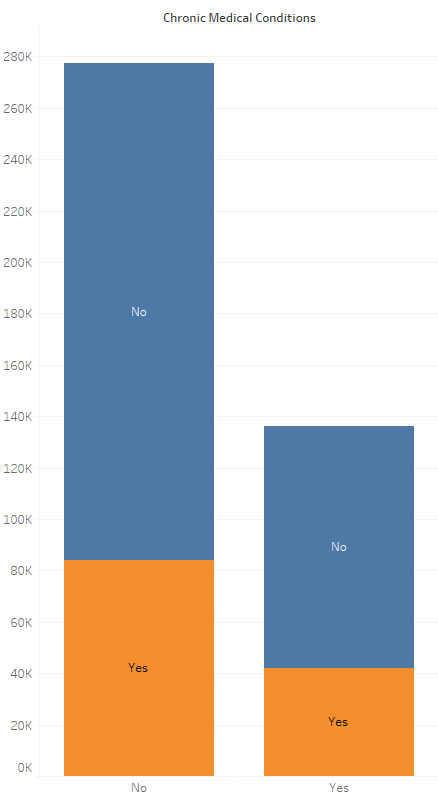 Chronic Medical Conditions
280K
260K
240K
220K
200K
180K
160K
140K
120K
100K
80K
60K
40K
20K
0K
No
No
Yes
Yes
No Yes